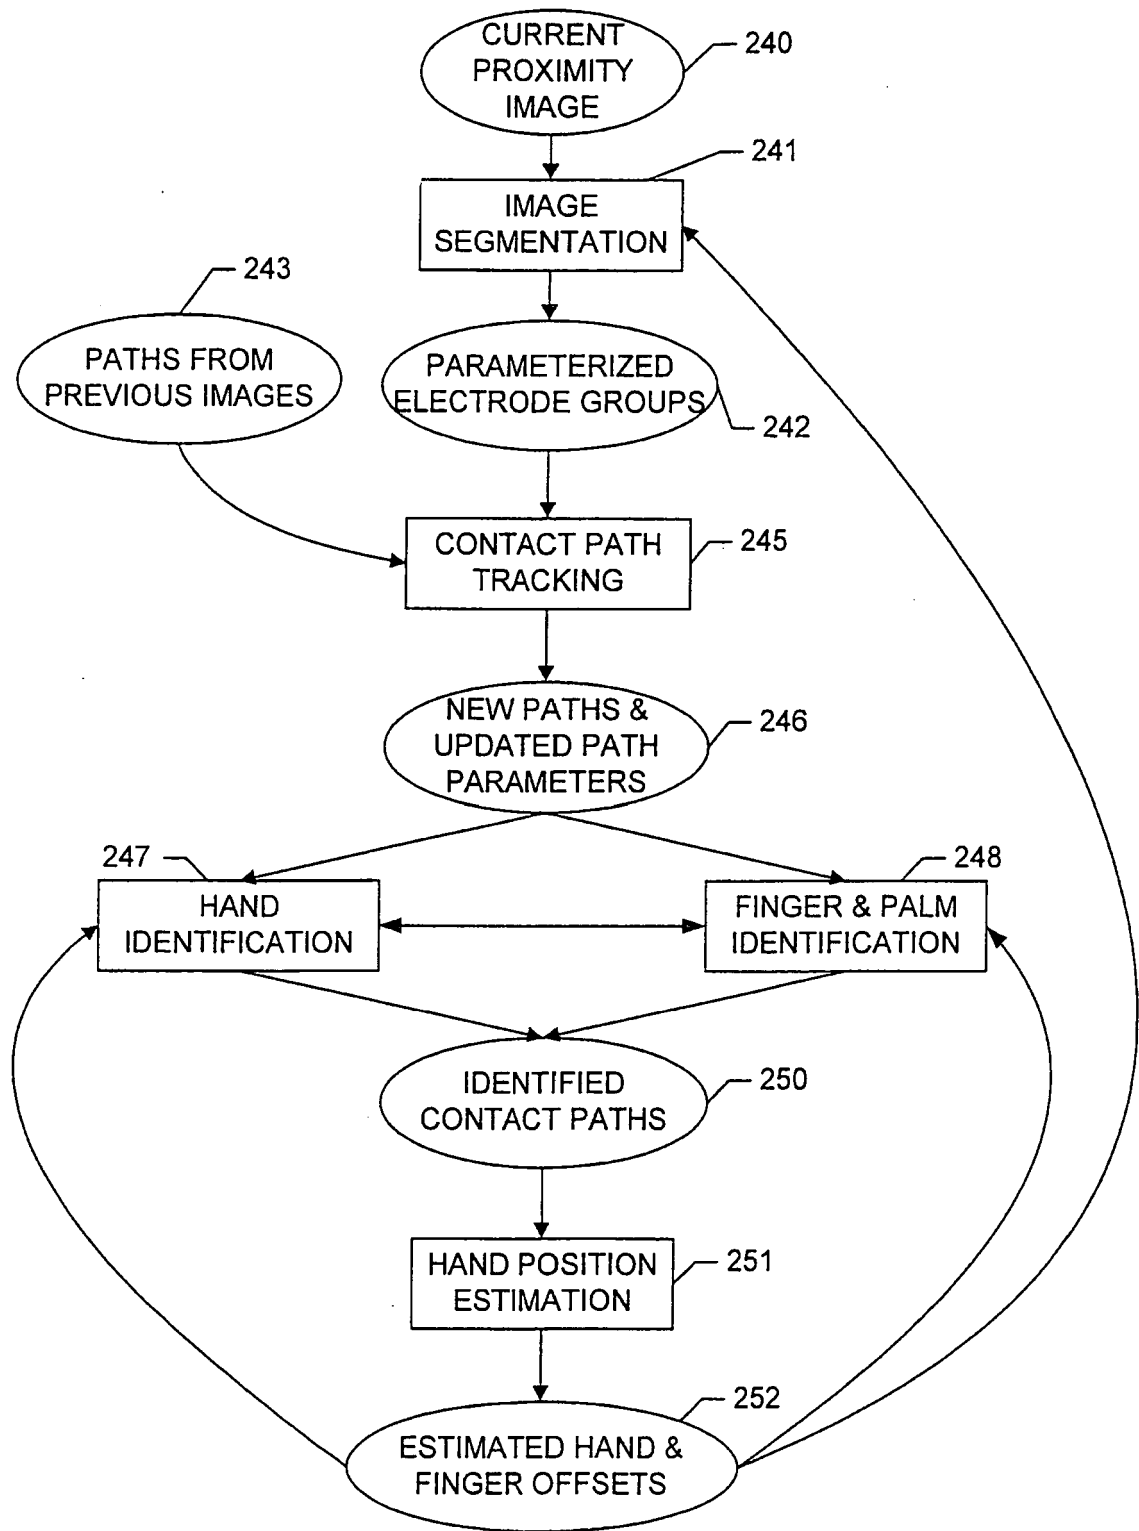 CURRENT
PROXIMITY
IMAGE
240
241
IMAGE
SEGMENTATION
243
PATHS FROM
PREVIOUS IMAGES
PARAMETERIZED
ELECTRODE GROUPS
242
CONTACT PATH
TRACKING
245
NEW PATHS &
UPDATED PATH
PARAMETERS
246
247
HAND
IDENTIFICATION
248
FINGER & PALM
IDENTIFICATION
IDENTIFIED
CONTACT PATHS
250
HAND POSITION
ESTIMATION
251
252
ESTIMATED HAND &
FINGER OFFSETS